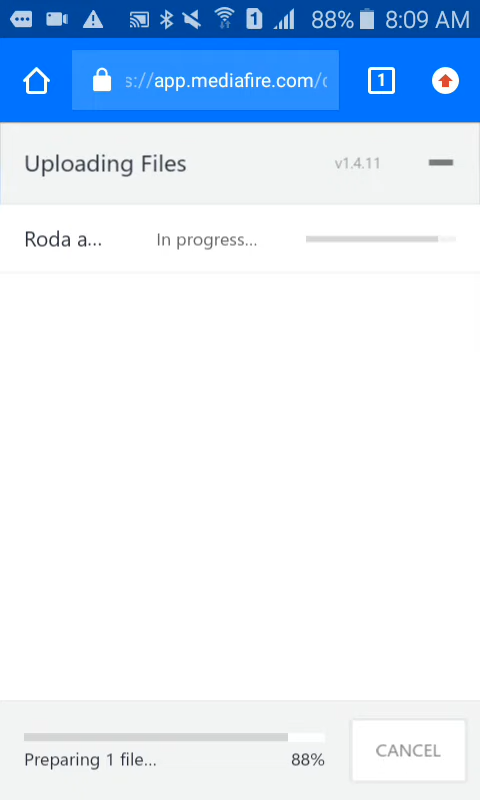 1 88% 8:09 AM
s://app.mediafire.com/ 1
Uploading Files v1.4.11
Roda a... In progress...
Preparing 1 file... 88%
CANCEL